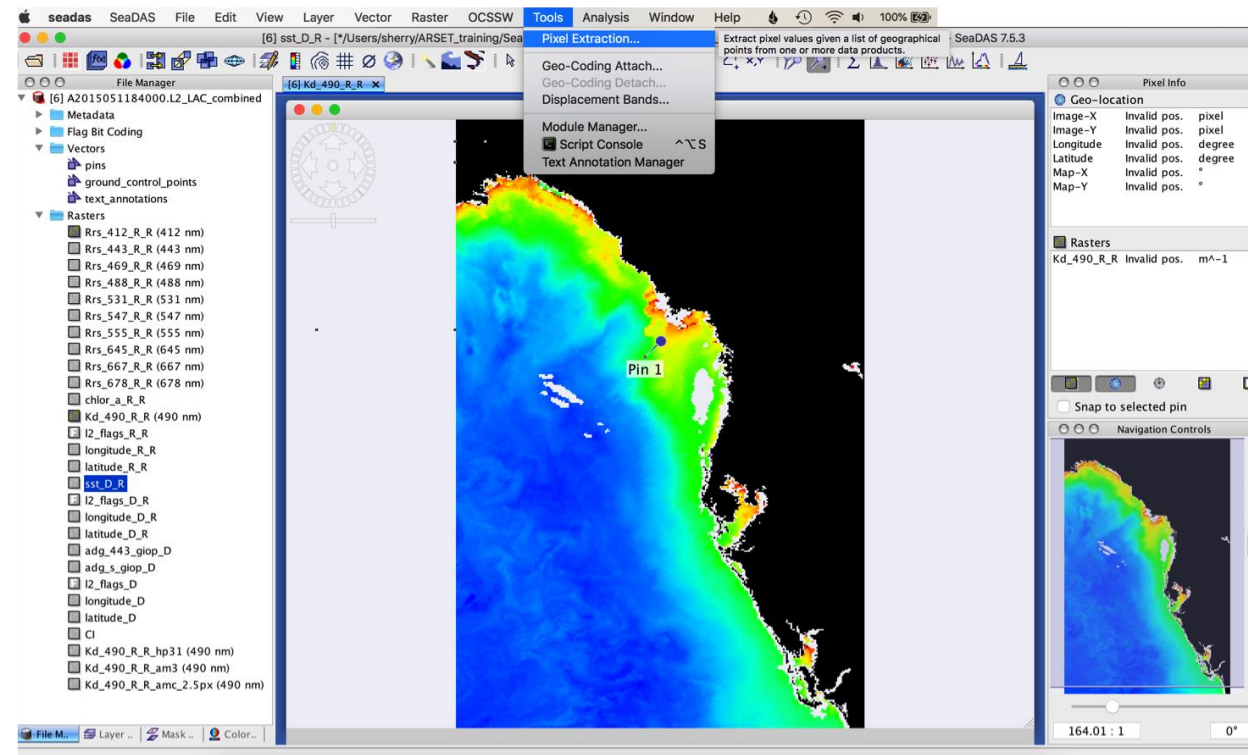 seadas SeaDAS File Edit View Layer Vector Raster OCSSW Tools Analysis Window Help 100%
[6] sst_D_R - [*/Users/sherry/ARSET_training/Sea
SeaDAS 7.5.3
Pixel Extraction...
Geo-Coding Attach...
Geo-Coding Detach...
Displacement Bands...
Module Manager...
Script Console ^⌥S
Text Annotation Manager
Extract pixel values given a list of geographical
points from one or more data products.
File Manager
[6] A2015051184000.L2_LAC_combined
Metadata
Flag Bit Coding
Vectors
pins
ground_control_points
text_annotations
Rasters
Rrs_412_R_R (412 nm)
Rrs_443_R_R (443 nm)
Rrs_469_R_R (469 nm)
Rrs_488_R_R (488 nm)
Rrs_531_R_R (531 nm)
Rrs_547_R_R (547 nm)
Rrs_555_R_R (555 nm)
Rrs_645_R_R (645 nm)
Rrs_667_R_R (667 nm)
Rrs_678_R_R (678 nm)
chlor_a_R_R
Kd_490_R_R (490 nm)
l2_flags_R_R
longitude_R_R
latitude_R_R
sst_D_R
l2_flags_D_R
longitude_D_R
latitude_D_R
adg_443_giop_D
adg_s_giop_D
l2_flags_D
longitude_D
latitude_D
CI
Kd_490_R_R_hp31 (490 nm)
Kd_490_R_R_am3 (490 nm)
Kd_490_R_R_amc_2.5px (490 nm)
File M.. Layer .. Mask .. Color..
[6] Kd_490_R_R X
Pin 1
Pixel Info
Geo-location
Image-X Invalid pos. pixel
Image-Y Invalid pos. pixel
Longitude Invalid pos. degree
Latitude Invalid pos. degree
Map-X Invalid pos. °
Map-Y Invalid pos. °
Rasters
Kd_490_R_R Invalid pos. m^-1
Snap to selected pin
Navigation Controls
164.01 : 1 0°